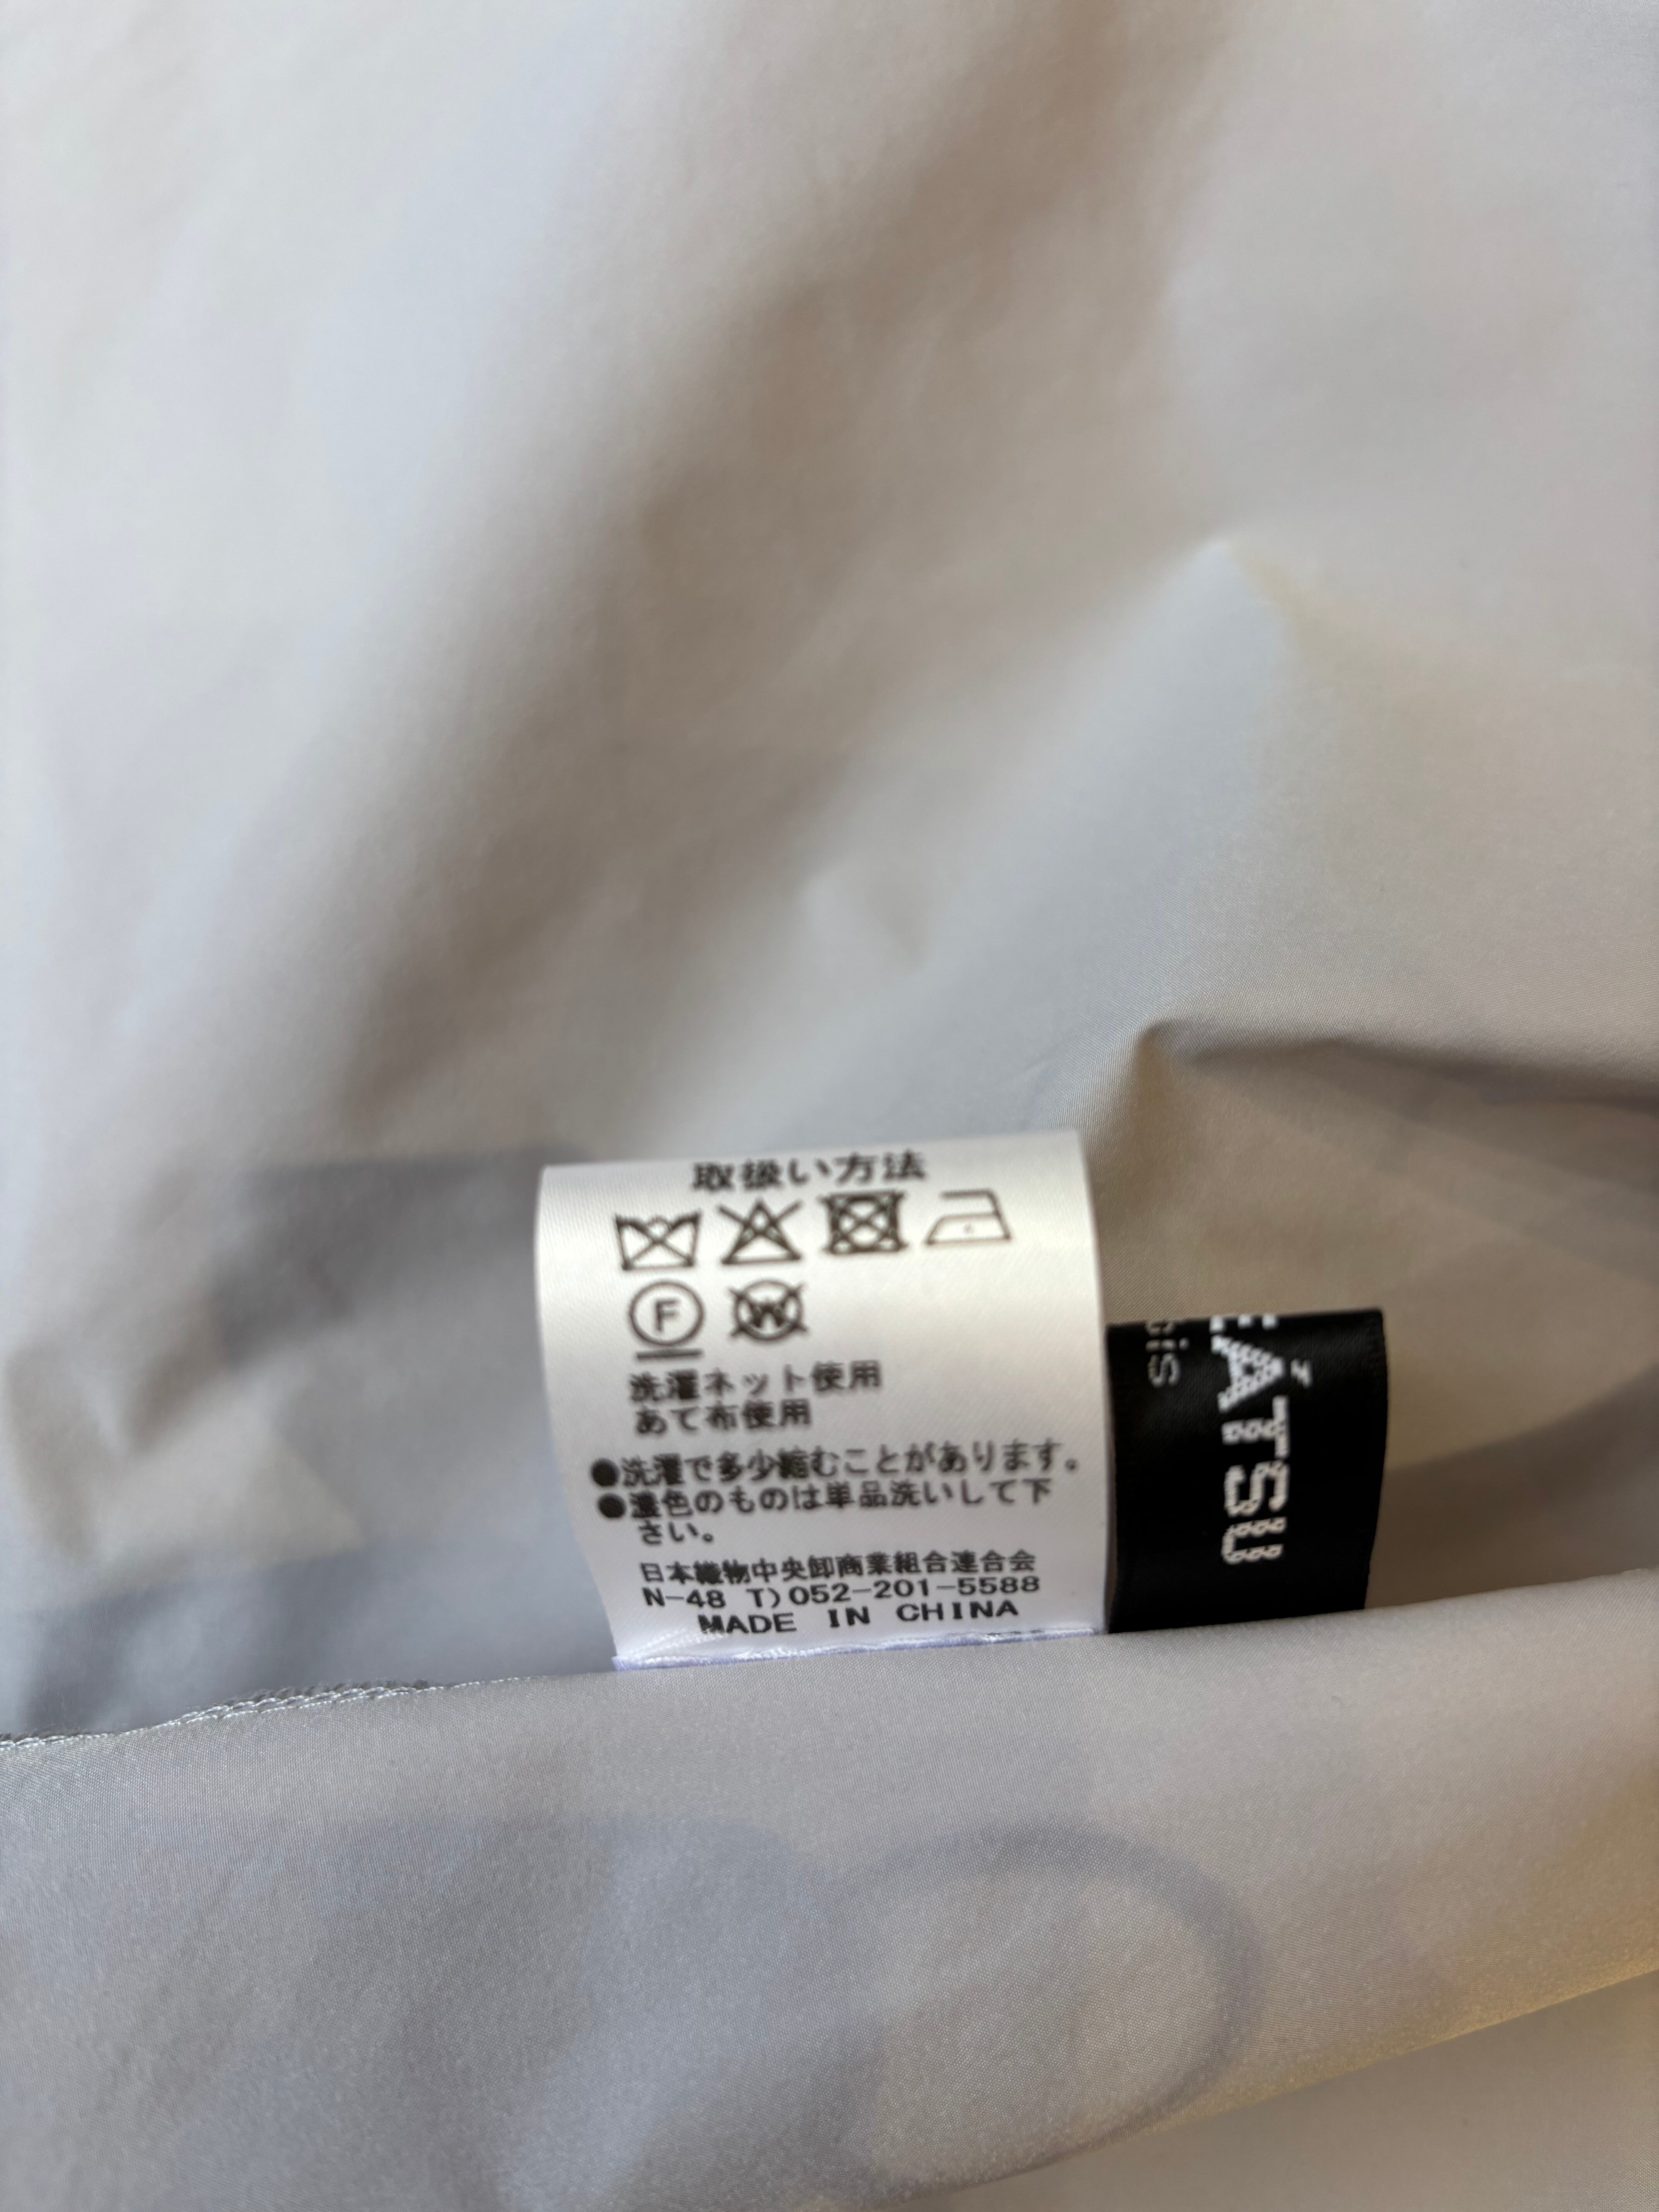 取扱い方法
F W
洗濯ネット使用
あて布使用
●洗濯で多少縮むことがあります。
●濃色のものは単品洗いして下
さい。
日本織物中央卸商業組合連合会
N-48 T)052-201-5588
MADE IN CHINA
ATSU